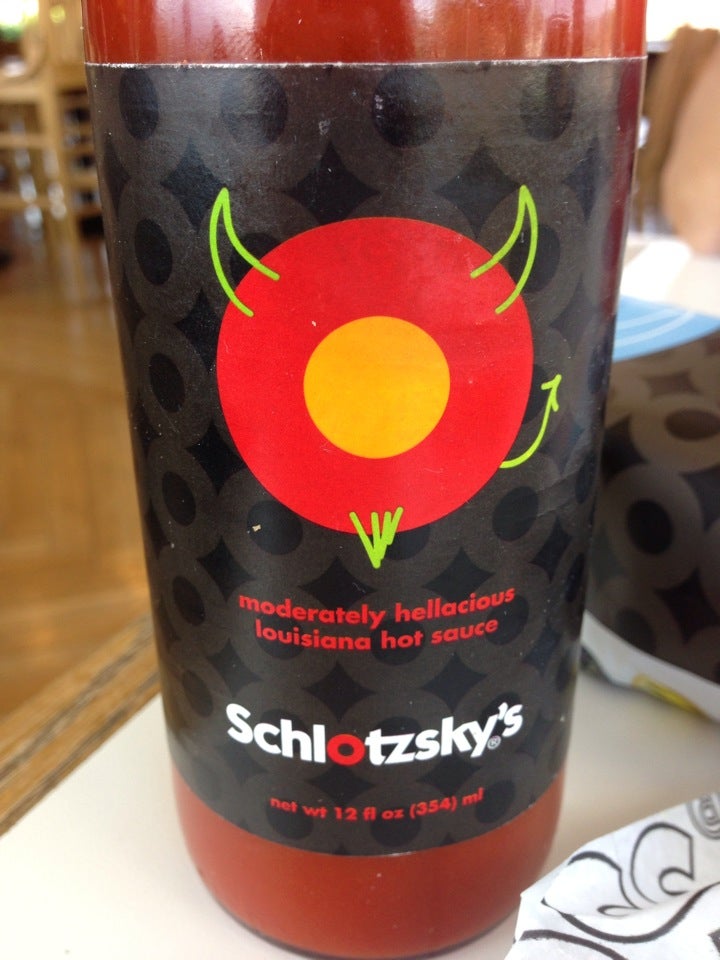 moderately hellacious
louisiana hot sauce
Schlotzsky's®
net wt 12 fl oz (354) ml